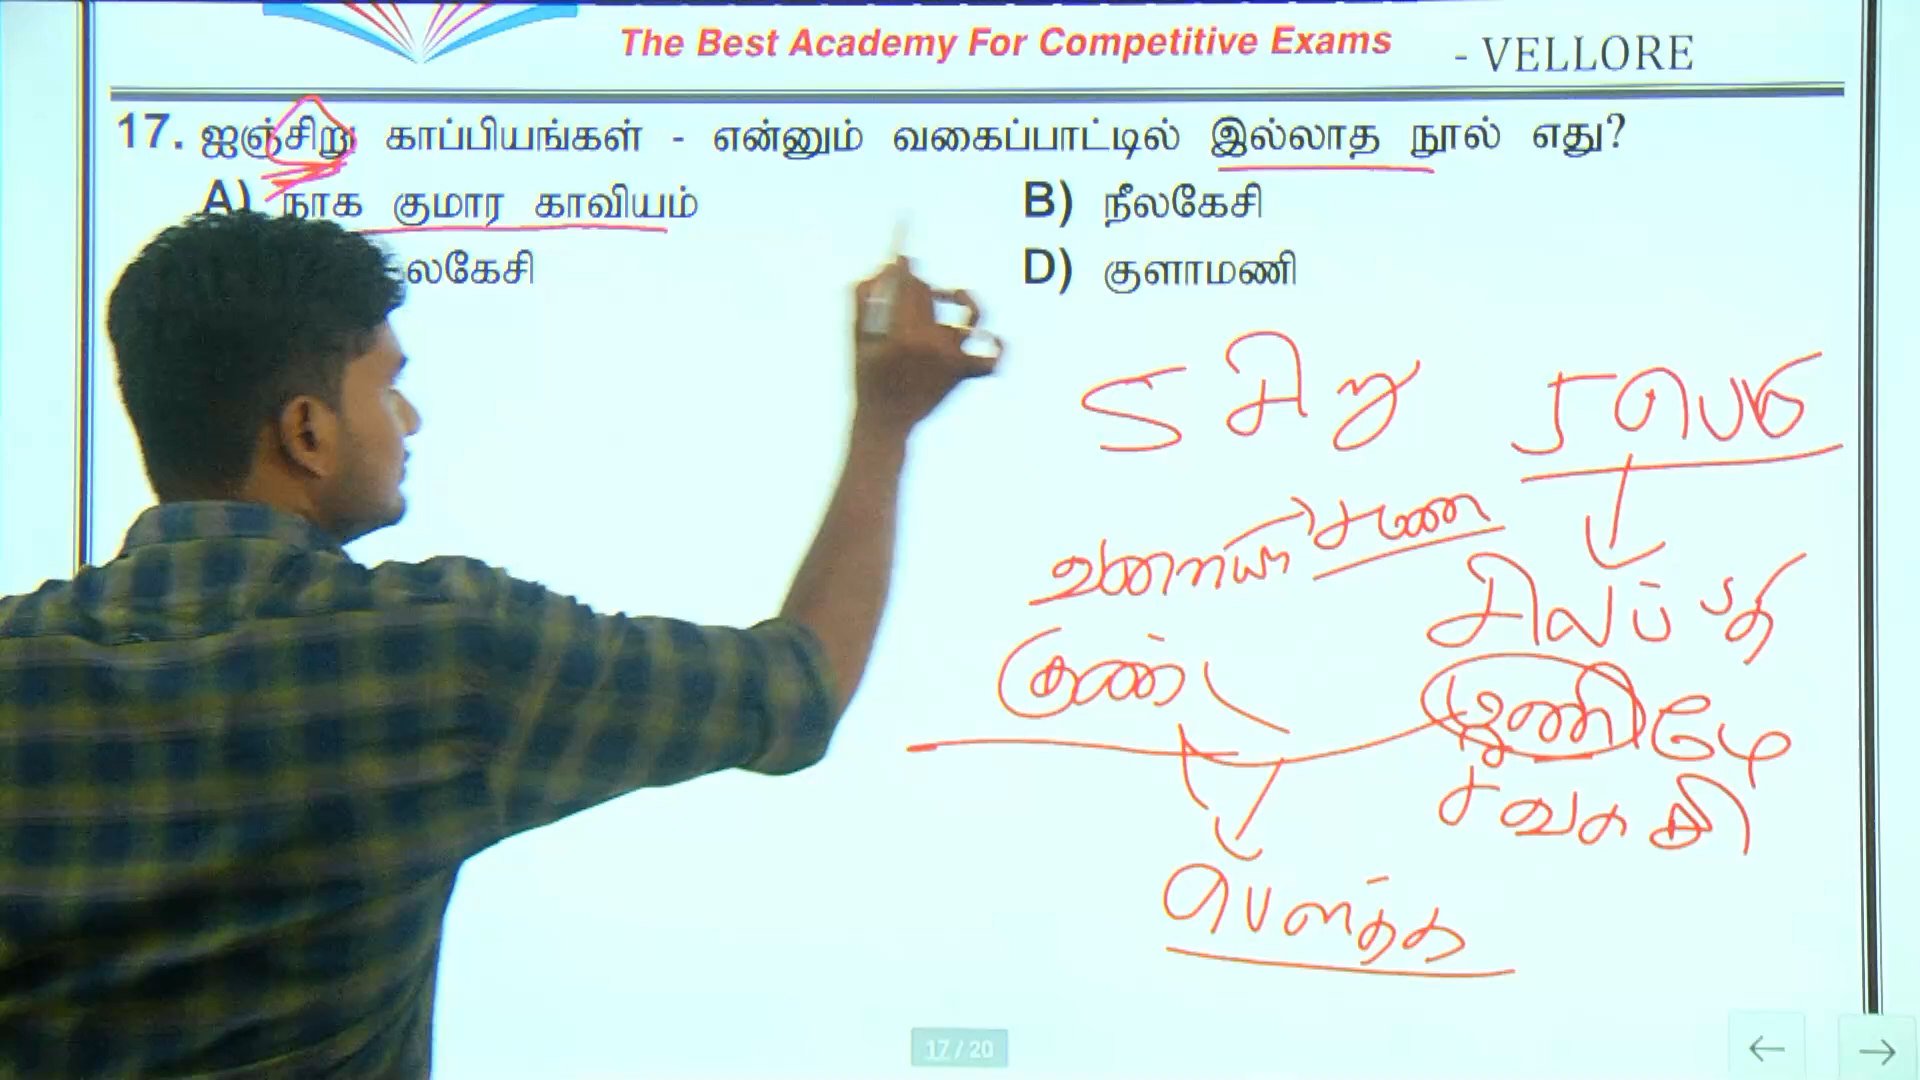 The Best Academy For Competitive Exams
- VELLORE
17. ஐஞ்சிறு காப்பியங்கள் - என்னும் வகைப்பாட்டில் இல்லாத நூல் எது?
A) நாக குமார காவியம்
B) நீலகேசி
லகேசி
D) குளாமணி
5 சிறு
5 பெரு
வளையா
சமண
சிலப்பதி
குண்
மணிமே
சீவக சி
பௌத்த
17 / 20